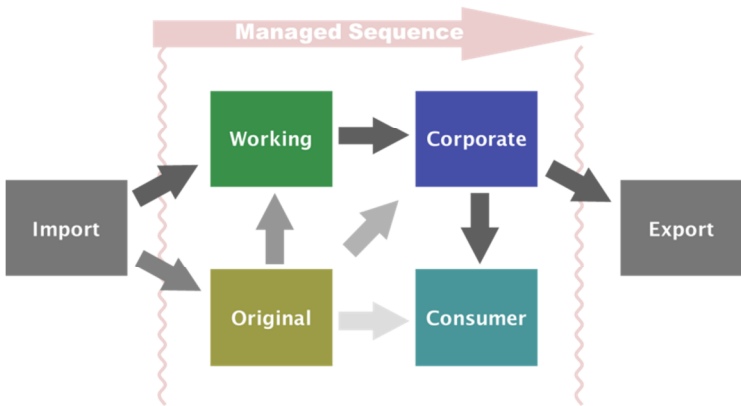 Managed Sequence
Working
Corporate
Import
Export
Original
Consumer